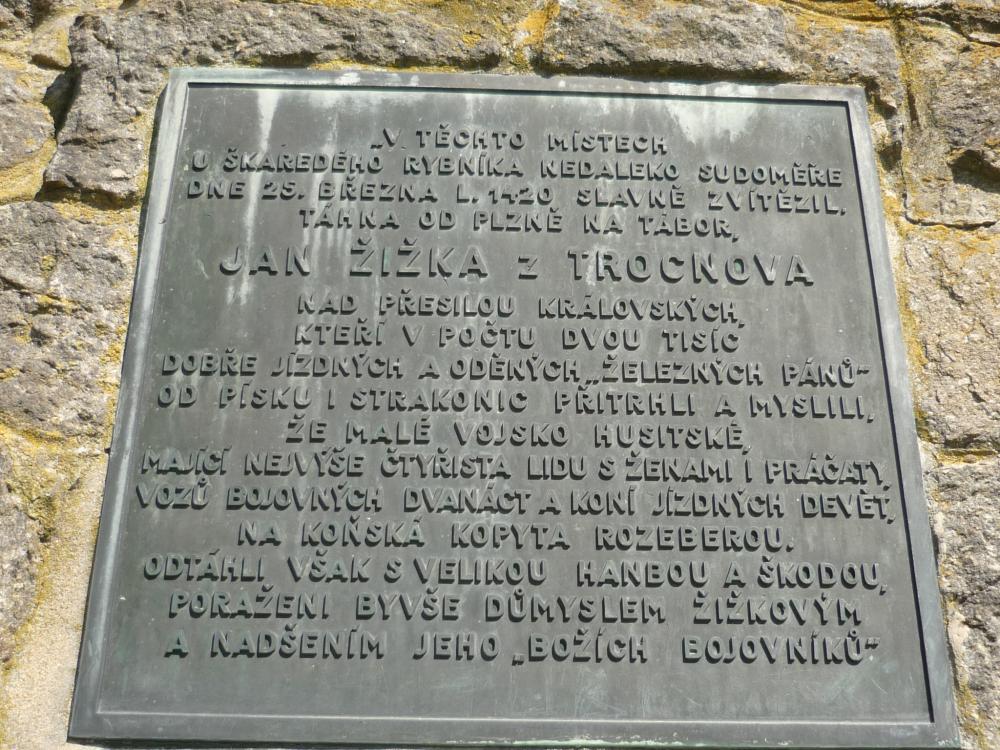 „V TĚCHTO MÍSTECH
U ŠKAREDÉHO RYBNÍKA NEDALEKO SUDOMĚŘE
DNE 25. BŘEZNA L. 1420 SLAVNĚ ZVÍTĚZIL,
TÁHNA OD PLZNĚ NA TÁBOR,
JAN ŽIŽKA z TROCNOVA
NAD PŘESILOU KRÁLOVSKÝCH,
KTEŘÍ V POČTU DVOU TISÍC
DOBŘE JÍZDNÝCH A ODĚNÝCH „ŽELEZNÝCH PÁNŮ“
OD PÍSKU I STRAKONIC PŘITRHLI A MYSLILI,
ŽE MALÉ VOJSKO HUSITSKÉ,
MAJÍCÍ NEJVÝŠE ČTYŘISTA LIDU S ŽENAMI I PRÁČATY,
VOZŮ BOJOVNÝCH DVANÁCT A KONÍ JÍZDNÝCH DEVĚT,
NA KOŇSKÁ KOPYTA ROZEBEROU.
ODTÁHLI VŠAK S VELIKOU HANBOU A ŠKODOU,
PORAŽENI BYVŠE DŮMYSLEM ŽIŽKOVÝM
A NADŠENÍM JEHO „BOŽÍCH BOJOVNÍKŮ“